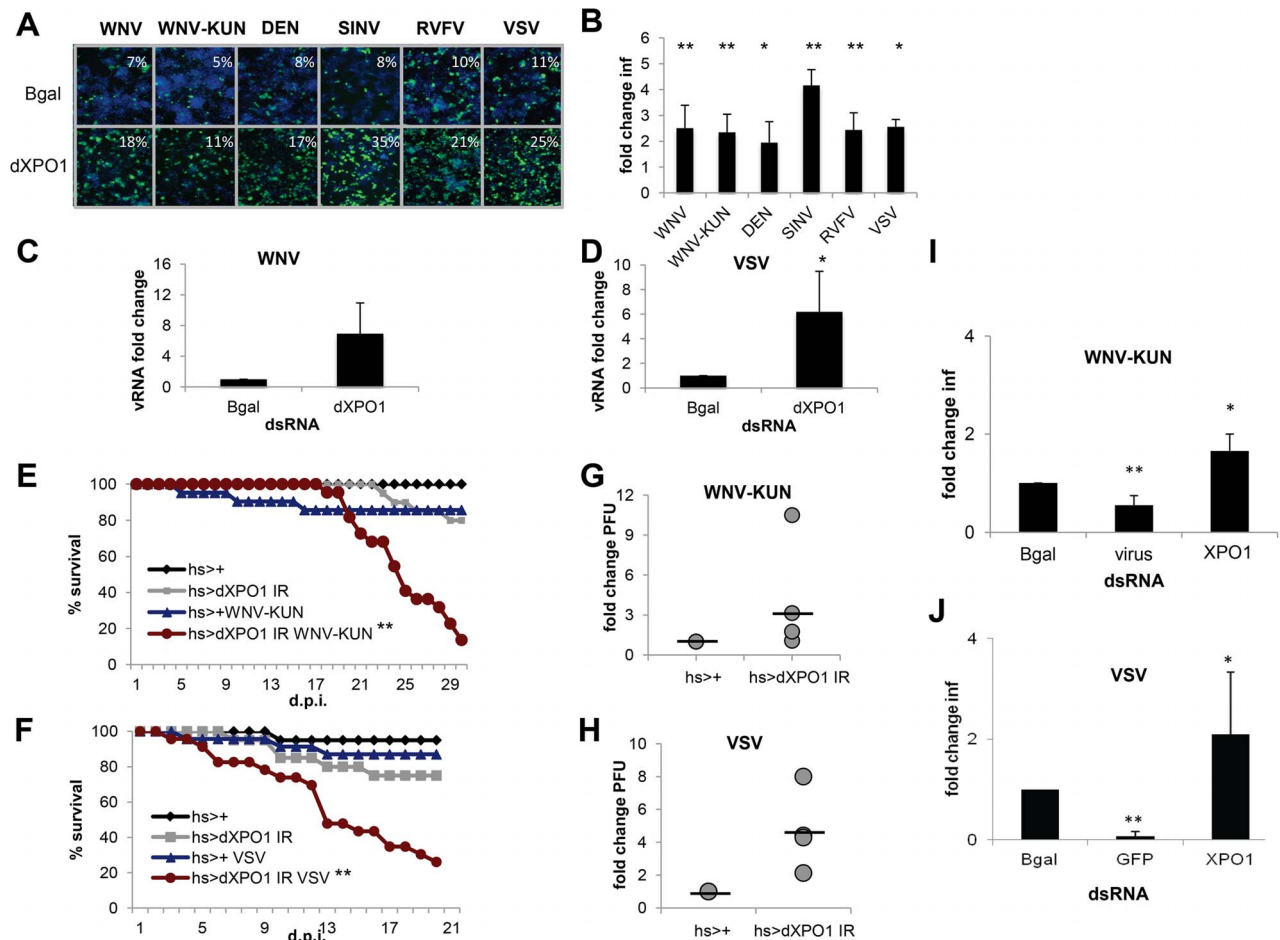 A
WNV WNV-KUN DEN SINV RVFV VSV
Bgal 7% 5% 8% 8% 10% 11%
dXPO1 18% 11% 17% 35% 21% 25%
B
fold change inf
6
5
4
3
2
1
0
** ** * ** ** *
WNV WNV-KUN DEN SINV RVFV VSV
C
WNV
vRNA fold change
16
12
8
4
0
Bgal dXPO1
dsRNA
D
VSV
vRNA fold change
10
8
6
4
2
0
*
Bgal dXPO1
dsRNA
E
% survival
100
80
60
40
20
0
hs>+
hs>dXPO1 IR
hs>+WNV-KUN
hs>dXPO1 IR WNV-KUN **
1 5 9 13 17 21 25 29
d.p.i.
F
% survival
100
80
60
40
20
0
hs>+
hs>dXPO1 IR
hs>+ VSV
hs>dXPO1 IR VSV **
1 5 9 13 17 21
d.p.i.
G
WNV-KUN
fold change PFU
12
9
6
3
0
hs>+ hs>dXPO1 IR
H
VSV
fold change PFU
10
8
6
4
2
0
hs>+ hs>dXPO1 IR
I
WNV-KUN
fold change inf
4
2
0
** *
Bgal virus XPO1
dsRNA
J
VSV
fold change inf
4
2
0
** *
Bgal GFP XPO1
dsRNA